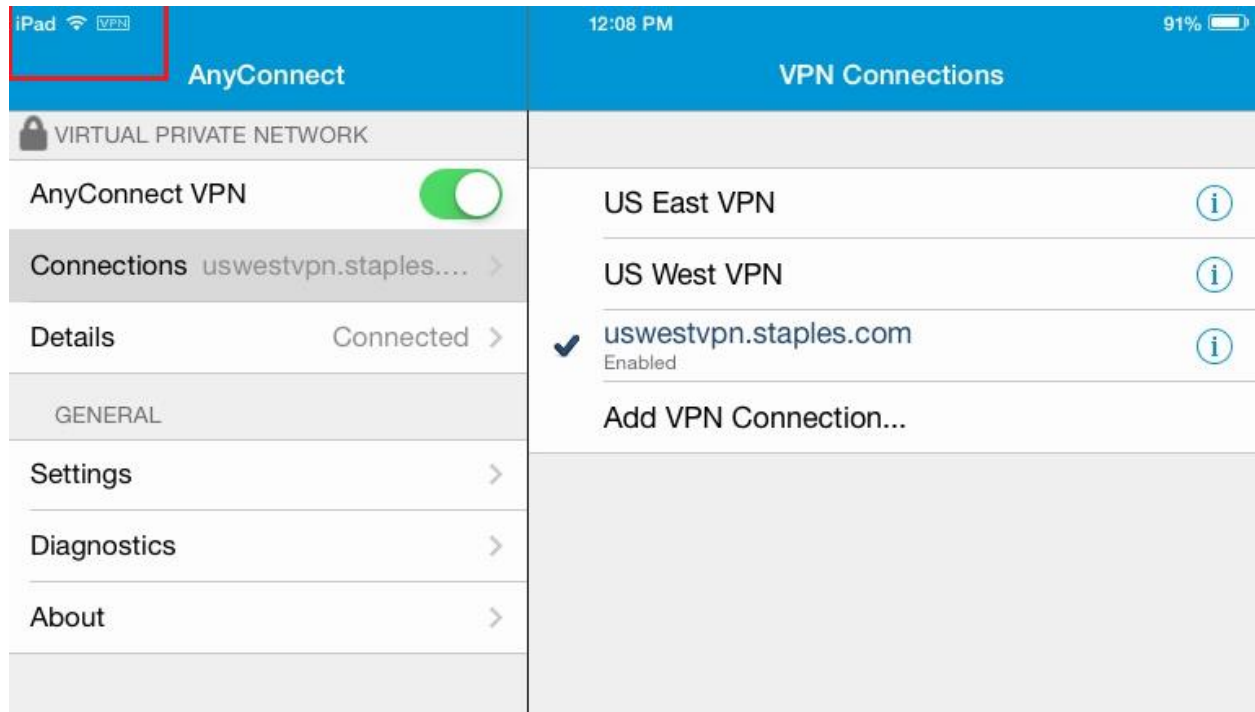 iPad VPN 12:08 PM 91%
AnyConnect
VPN Connections
VIRTUAL PRIVATE NETWORK
AnyConnect VPN
Connections uswestvpn.staples....
Details Connected
GENERAL
Settings
Diagnostics
About
US East VPN
US West VPN
uswestvpn.staples.com
Enabled
Add VPN Connection...